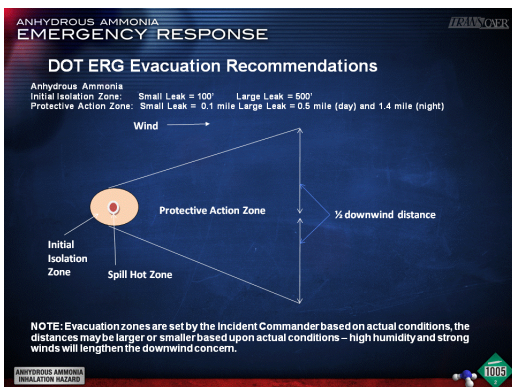 ANHYDROUS AMMONIA
EMERGENCY RESPONSE
TRANSCAER
DOT ERG Evacuation Recommendations
Anhydrous Ammonia
Initial Isolation Zone: Small Leak = 100' Large Leak = 500'
Protective Action Zone: Small Leak = 0.1 mile Large Leak = 0.5 mile (day) and 1.4 mile (night)
Wind
Protective Action Zone
½ downwind distance
Initial
Isolation
Zone
Spill Hot Zone
NOTE: Evacuation zones are set by the Incident Commander based on actual conditions, the
distances may be larger or smaller based upon actual conditions – high humidity and strong
winds will lengthen the downwind concern.
ANHYDROUS AMMONIA
INHALATION HAZARD
1005
2